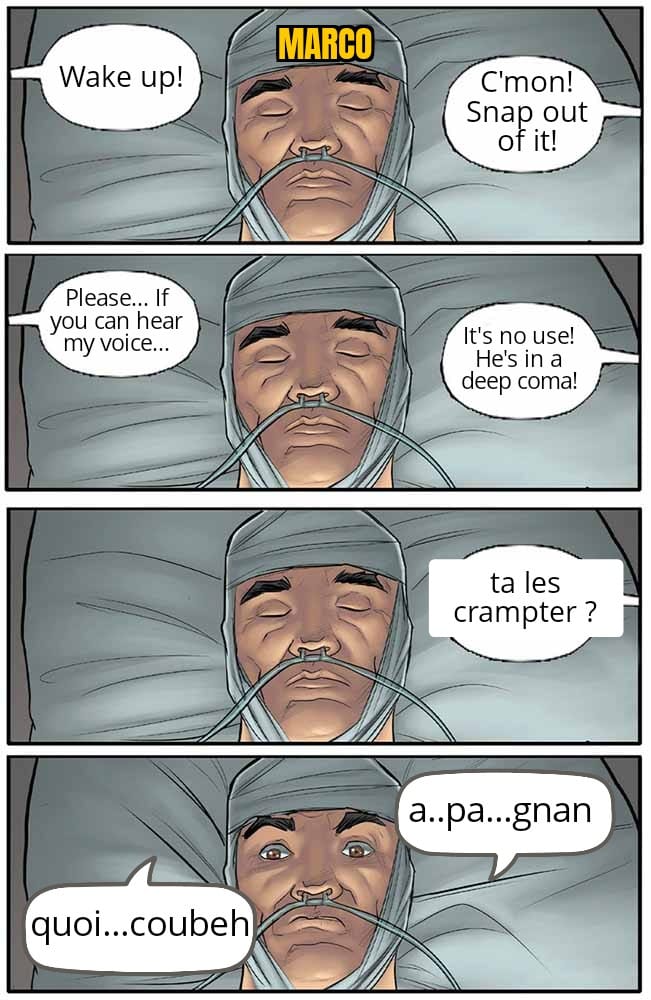 MARCO
Wake up!
C'mon!
Snap out
of it!
Please... If
you can hear
my voice...
It's no use!
He's in a
deep coma!
ta les
crampter ?
a..pa...gnan
quoi...coubeh